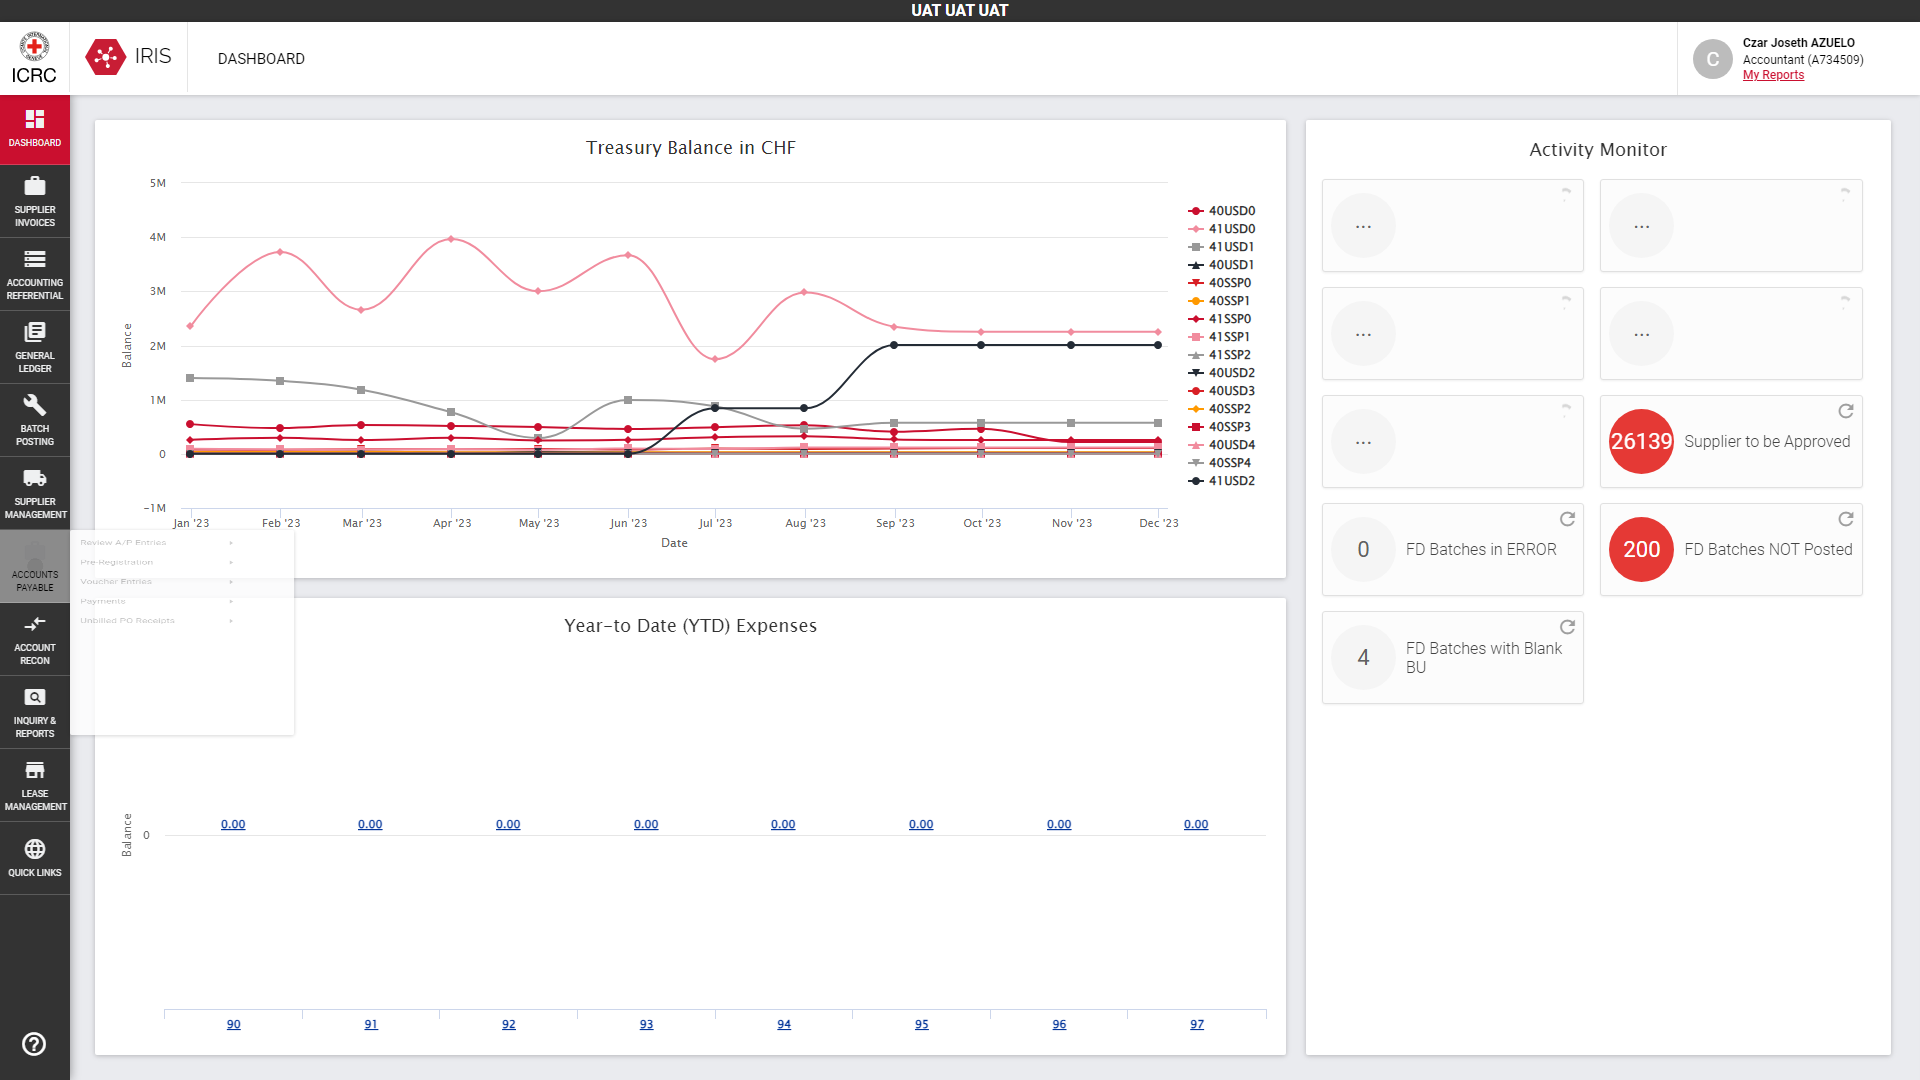 UAT UAT UAT
ICRC
IRIS
DASHBOARD
C
Czar Joseth AZUELO
Accountant (A734509)
My Reports
DASHBOARD
SUPPLIER
INVOICES
ACCOUNTING
REFERENTIAL
GENERAL
LEDGER
BATCH
POSTING
SUPPLIER
MANAGEMENT
ACCOUNTS
PAYABLE
ACCOUNT
RECON
INQUIRY &
REPORTS
LEASE
MANAGEMENT
QUICK LINKS
Review A/P Entries
Pre-Registration
Voucher Entries
Payments
Unbilled PO Receipts
Treasury Balance in CHF
Balance
5M
4M
3M
2M
1M
0
-1M
Jan '23
Feb '23
Mar '23
Apr '23
May '23
Jun '23
Jul '23
Aug '23
Sep '23
Oct '23
Nov '23
Dec '23
Date
40USD0
41USD0
41USD1
40USD1
40SSP0
40SSP1
41SSP0
41SSP1
41SSP2
40USD2
40USD3
40SSP2
40SSP3
40USD4
40SSP4
41USD2
Year-to Date (YTD) Expenses
Balance
0
0.00
0.00
0.00
0.00
0.00
0.00
0.00
0.00
90
91
92
93
94
95
96
97
Activity Monitor
...
...
...
...
...
26139 Supplier to be Approved
0 FD Batches in ERROR
200 FD Batches NOT Posted
4 FD Batches with Blank
BU